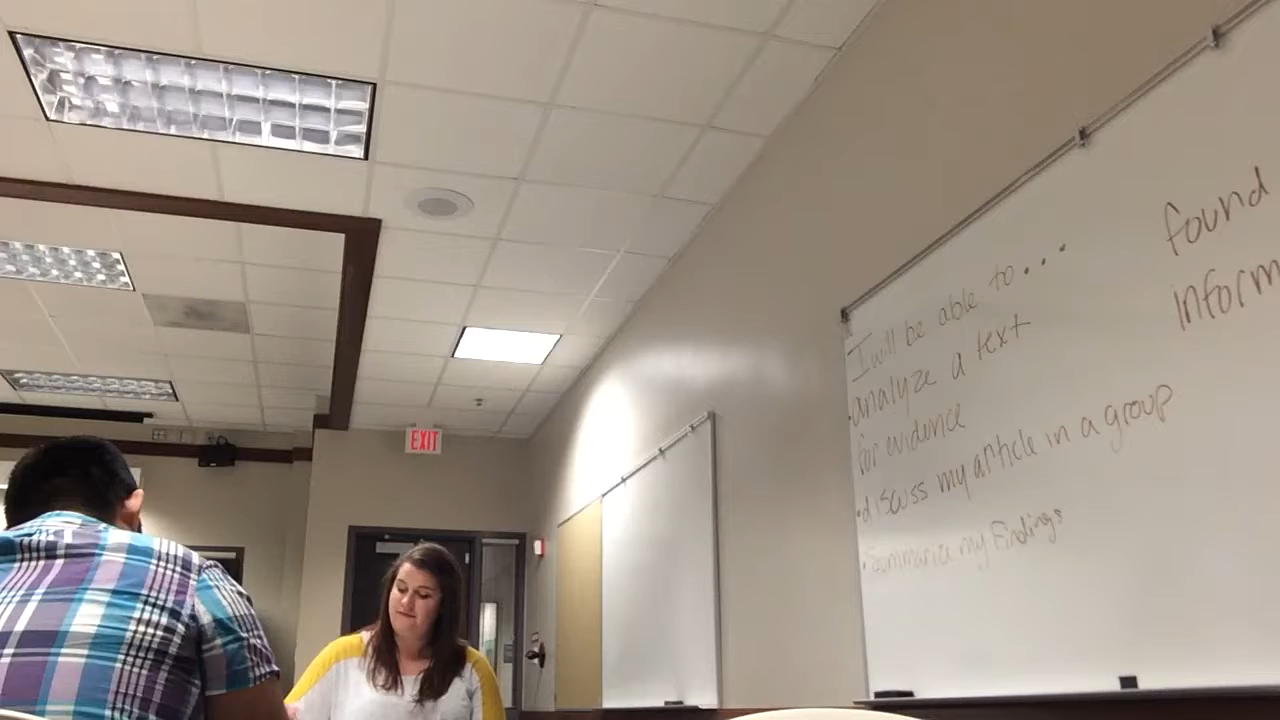 EXIT
I will be able to...
•analyze a text
for evidence
•discuss my article in a group
•Summarize my findings
found
inform